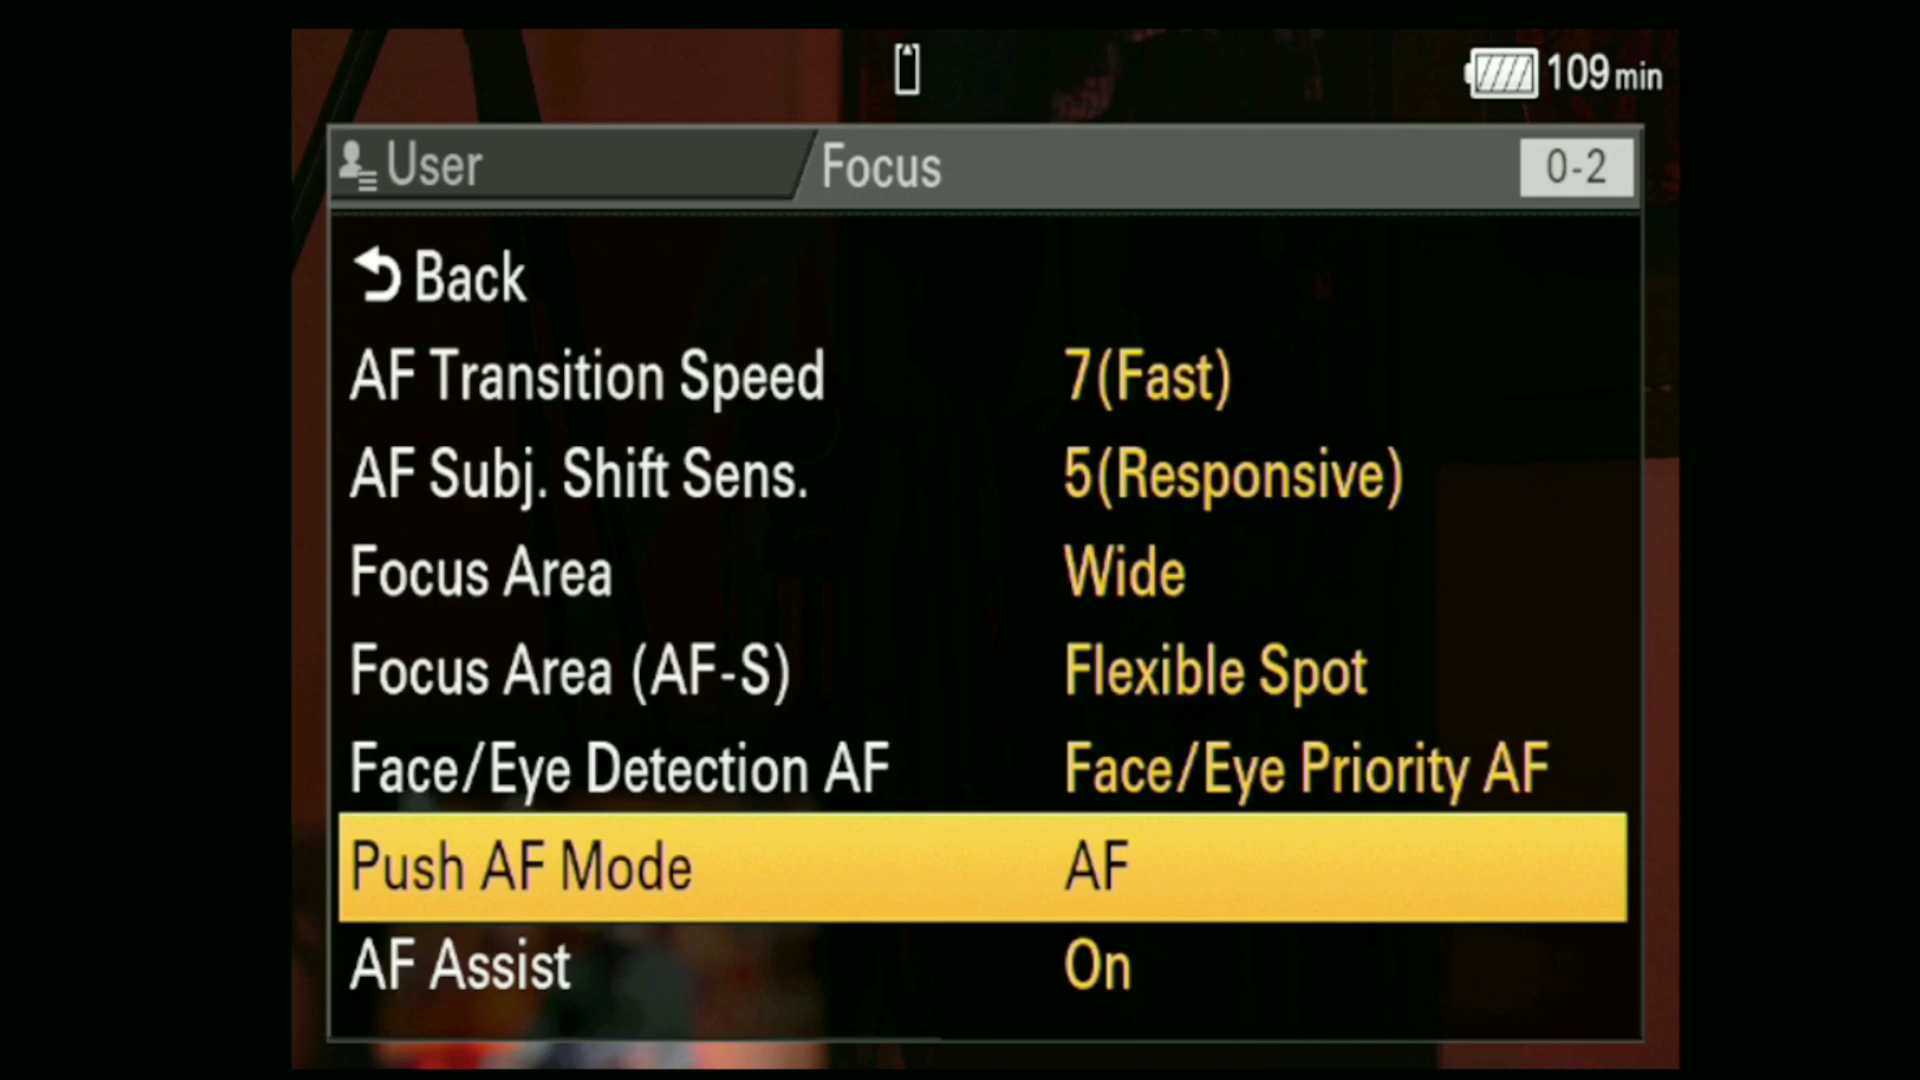 109min
User Focus 0-2
Back
AF Transition Speed 7(Fast)
AF Subj. Shift Sens. 5(Responsive)
Focus Area Wide
Focus Area (AF-S) Flexible Spot
Face/Eye Detection AF Face/Eye Priority AF
Push AF Mode AF
AF Assist On